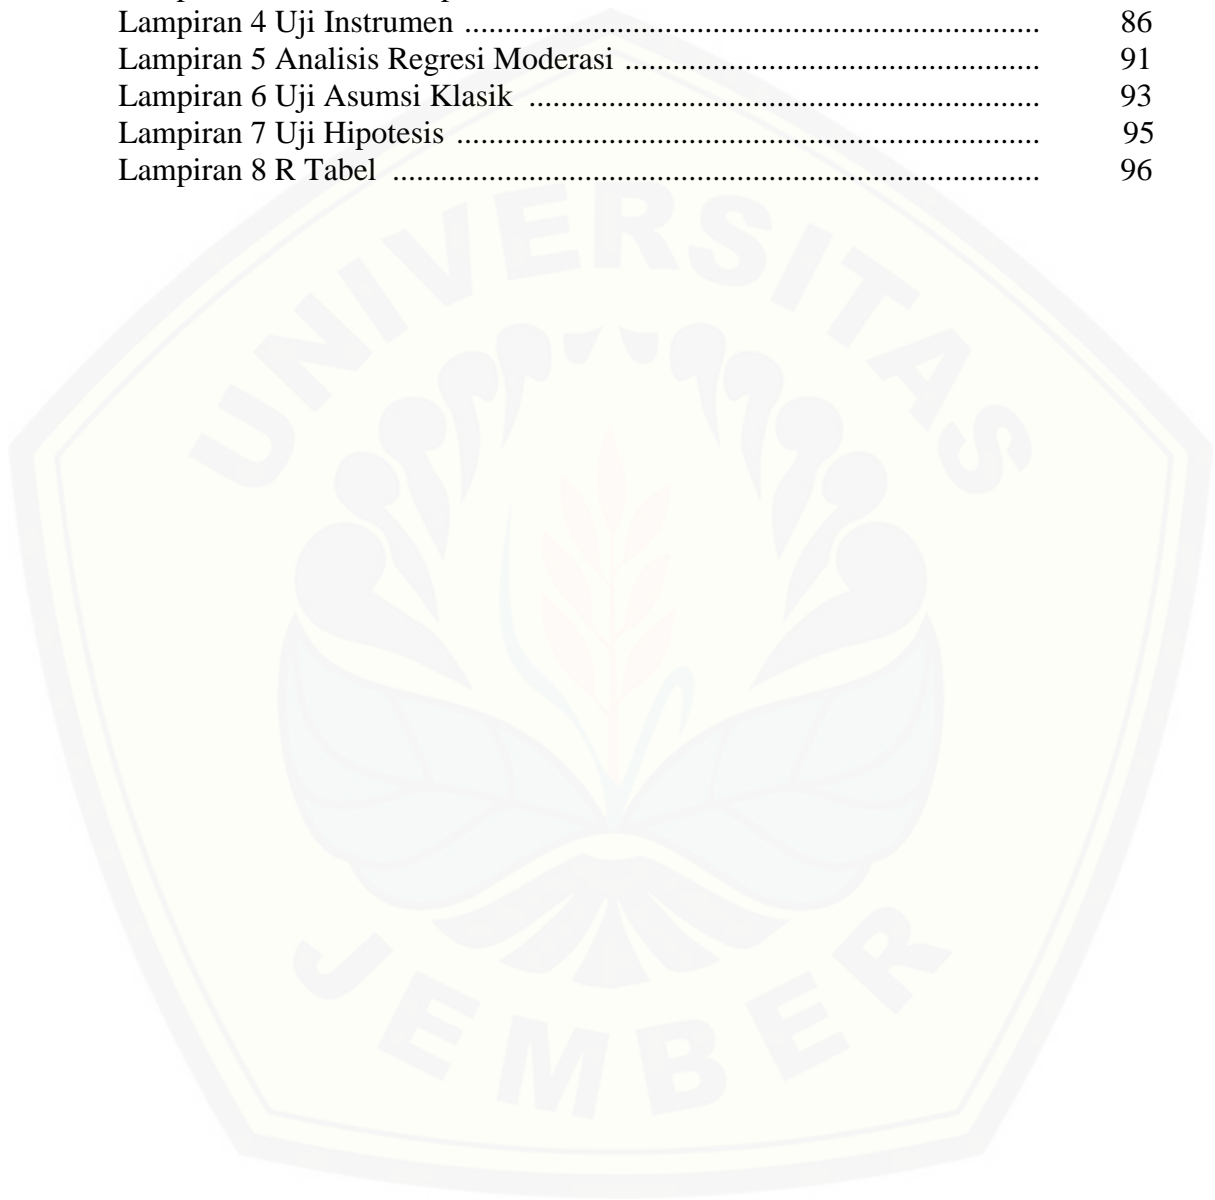 Lampiran 4 Uji Instrumen ........................................................................ 86
Lampiran 5 Analisis Regresi Moderasi .................................................... 91
Lampiran 6 Uji Asumsi Klasik ................................................................ 93
Lampiran 7 Uji Hipotesis ......................................................................... 95
Lampiran 8 R Tabel ................................................................................. 96
UNIVERSITAS
JEMBER